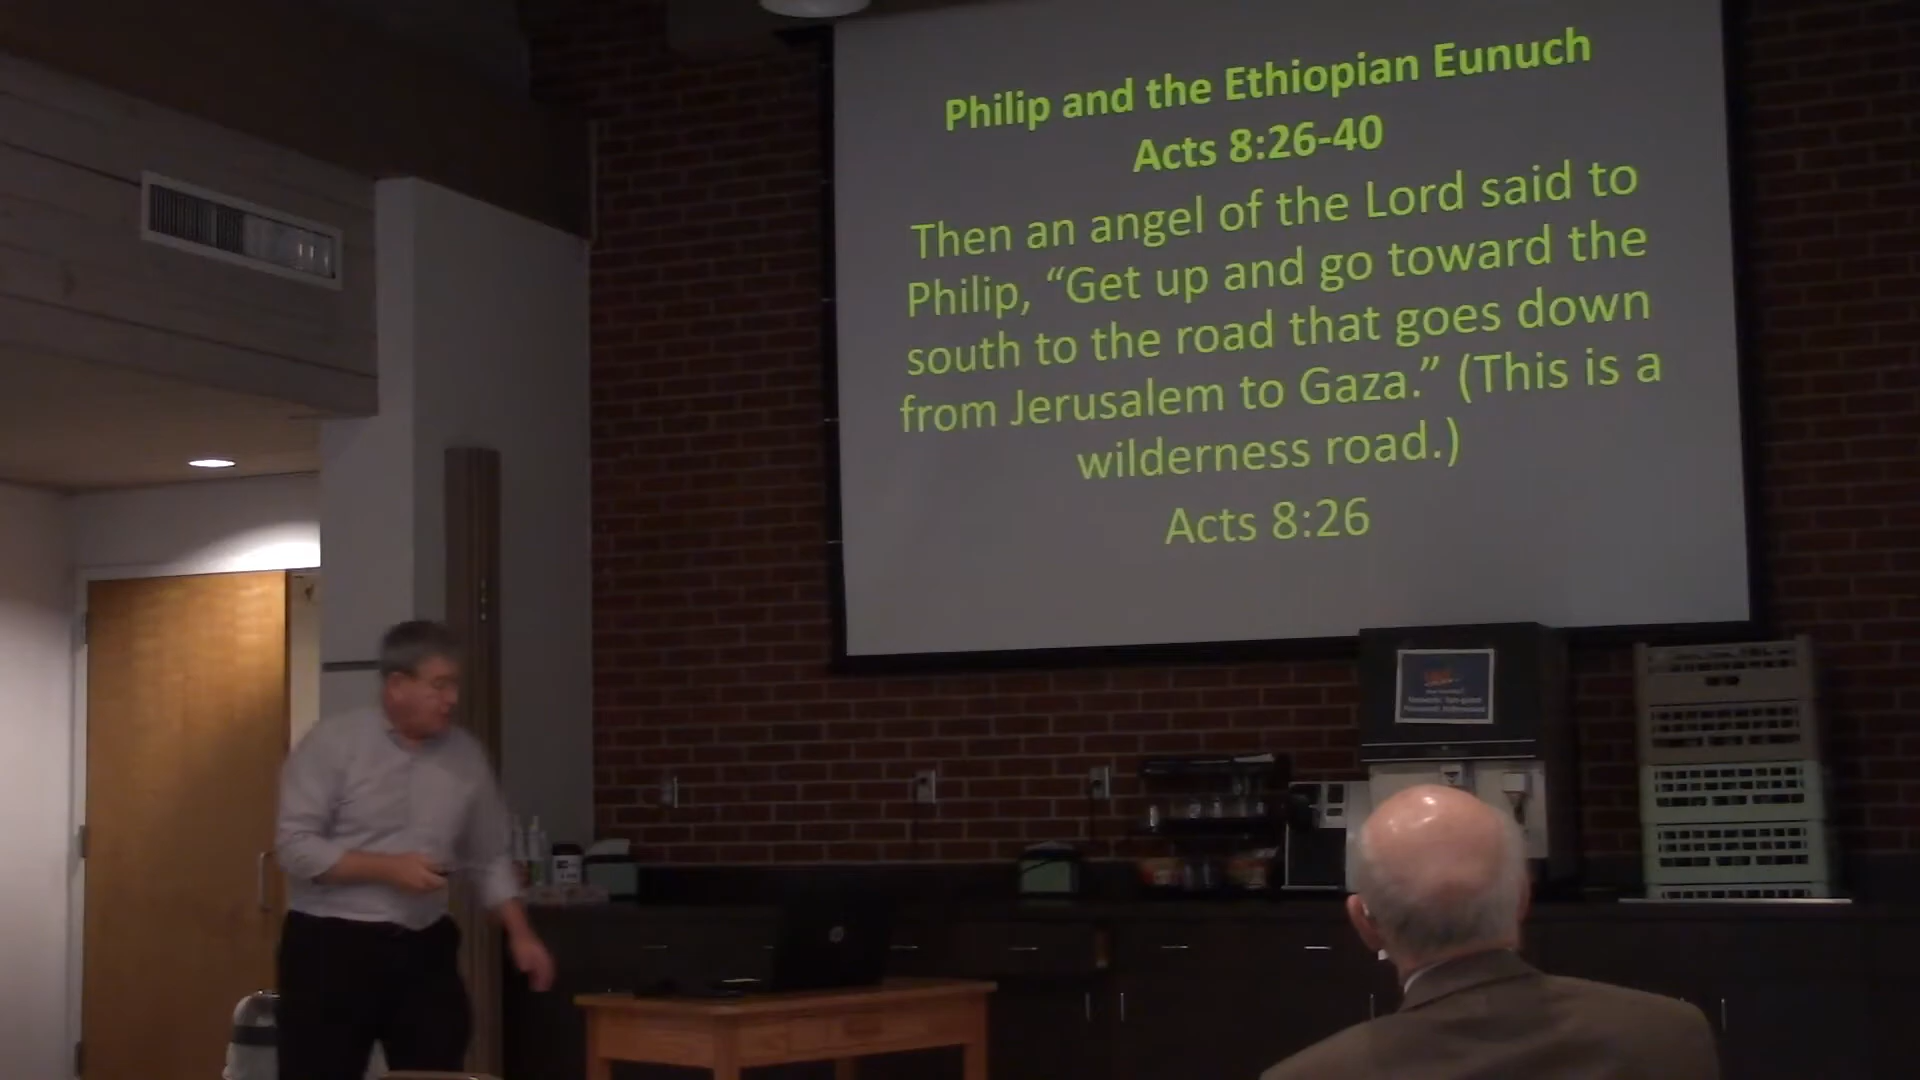 Philip and the Ethiopian Eunuch
Acts 8:26-40
Then an angel of the Lord said to
Philip, “Get up and go toward the
south to the road that goes down
from Jerusalem to Gaza.” (This is a
wilderness road.)
Acts 8:26